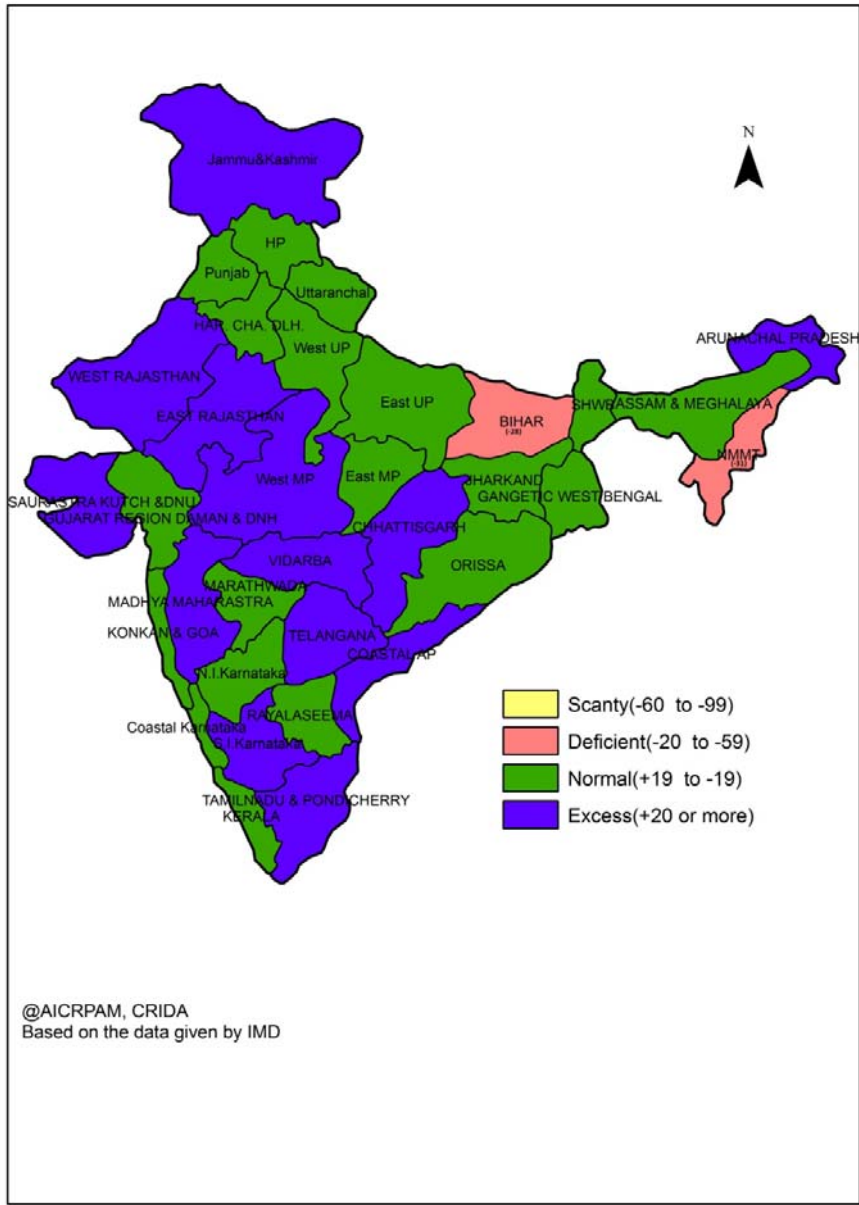 N
Jammu&Kashmir
HP
Punjab
Uttaranchal
HAR. CHA. DLH.
West UP
ARUNACHAL PRADESH
WEST RAJASTHAN
East UP
EAST RAJASTHAN
BIHAR
(-28)
SHWB
ASSAM & MEGHALAYA
NMMT
(-31)
West MP
East MP
JHARKAND
SAURASTRA KUTCH &DNU
GANGETIC WEST BENGAL
GUJARAT REGION DAMAN & DNH
CHHATTISGARH
VIDARBA
ORISSA
MARATHWADA
MADHYA MAHARASTRA
KONKAN & GOA
TELANGANA
COASTAL AP
N.I.Karnataka
RAYALASEEMA
Coastal Karnataka
S.I.Karnataka
TAMILNADU & PONDICHERRY
KERALA
Scanty(-60 to -99)
Deficient(-20 to -59)
Normal(+19 to -19)
Excess(+20 or more)
@AICRPAM, CRIDA
Based on the data given by IMD